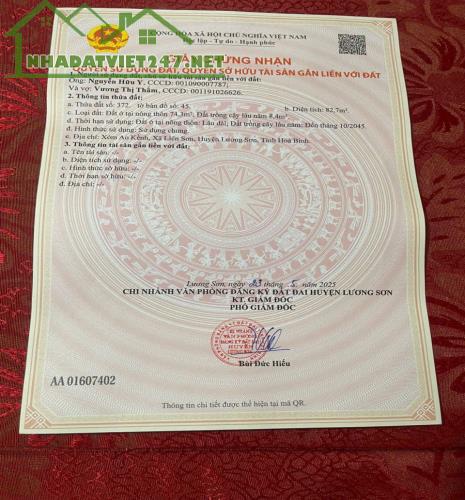 CỘNG HÒA XÃ HỘI CHỦ NGHĨA VIỆT NAM
Độc lập - Tự do - Hạnh phúc
NHADATVIET247.net
GIẤY CHỨNG NHẬN
QUYỀN SỬ DỤNG ĐẤT, QUYỀN SỞ HỮU TÀI SẢN GẮN LIỀN VỚI ĐẤT
1. Người sử dụng đất, chủ sở hữu tài sản gắn liền với đất:
Ông: Nguyễn Hữu Y, CCCD: 001090007787;
Và vợ: Vương Thị Thắm, CCCD: 001191026626.
2. Thông tin thửa đất:
a. Thửa đất số: 372, tờ bản đồ số: 45, b. Diện tích: 82,7m².
c. Loại đất: Đất ở tại nông thôn 74,3m²; Đất trồng cây lâu năm 8,4m².
d. Thời hạn sử dụng: Đất ở tại nông thôn: Lâu dài; Đất trồng cây lâu năm: Đến tháng 10/2045
đ. Hình thức sử dụng: Sử dụng chung.
e. Địa chỉ: Xóm Ao Kềnh, Xã Liên Sơn, Huyện Lương Sơn, Tỉnh Hoà Bình.
3. Thông tin tài sản gắn liền với đất:
a. Tên tài sản: -/-
b. Diện tích sử dụng: -/-
c. Hình thức sở hữu: -/-
d. Thời hạn sở hữu: -/-
đ. Địa chỉ: -/-
Lương Sơn, ngày 23 tháng 5 năm 2025
CHI NHÁNH VĂN PHÒNG ĐĂNG KÝ ĐẤT ĐAI HUYỆN LƯƠNG SƠN
KT. GIÁM ĐỐC
PHÓ GIÁM ĐỐC
Bùi Đức Hiếu
AA 01607402
Thông tin chi tiết được thể hiện tại mã QR.